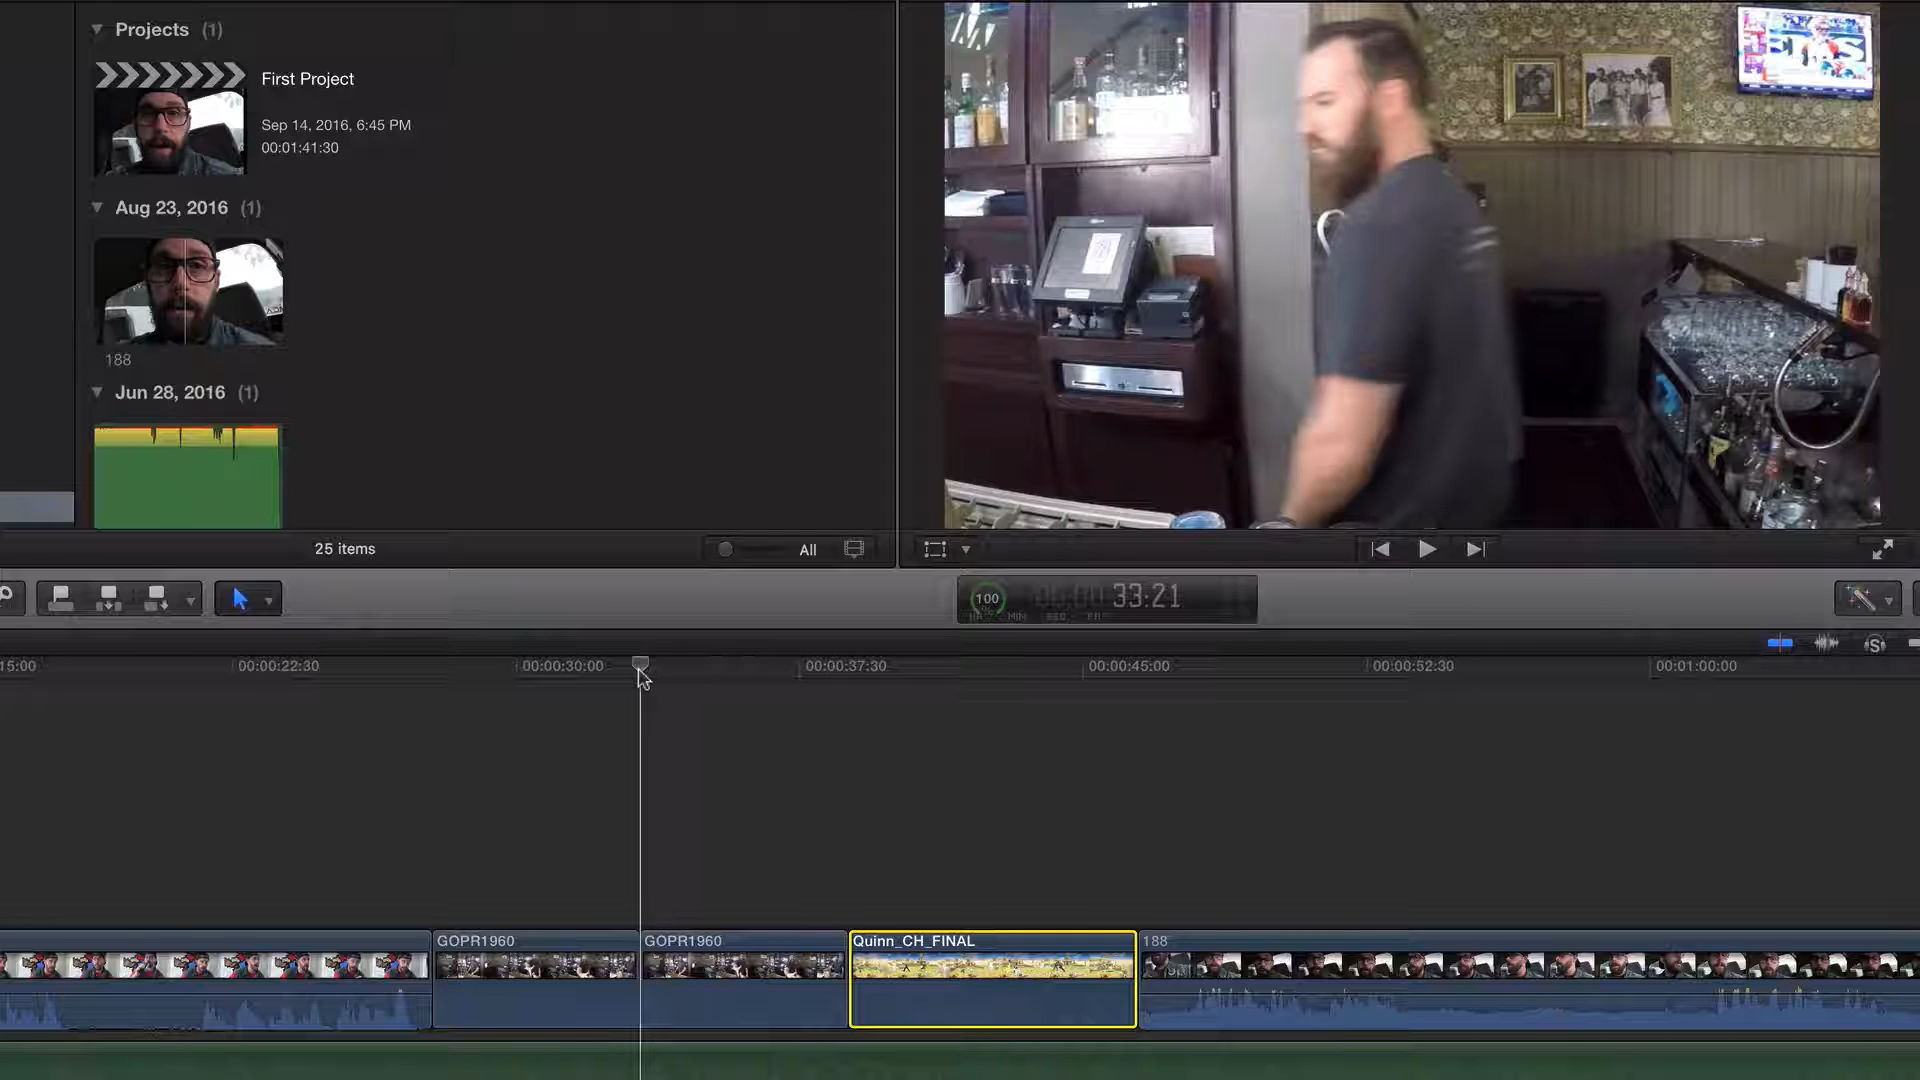 Projects (1)
First Project
Sep 14, 2016, 6:45 PM
00:01:41:30
Aug 23, 2016 (1)
188
Jun 28, 2016 (1)
25 items
All
100
33:21
15:00
00:00:22:30
00:00:30:00
00:00:37:30
00:00:45:00
00:00:52:30
00:01:00:00
GOPR1960
GOPR1960
Quinn_CH_FINAL
188